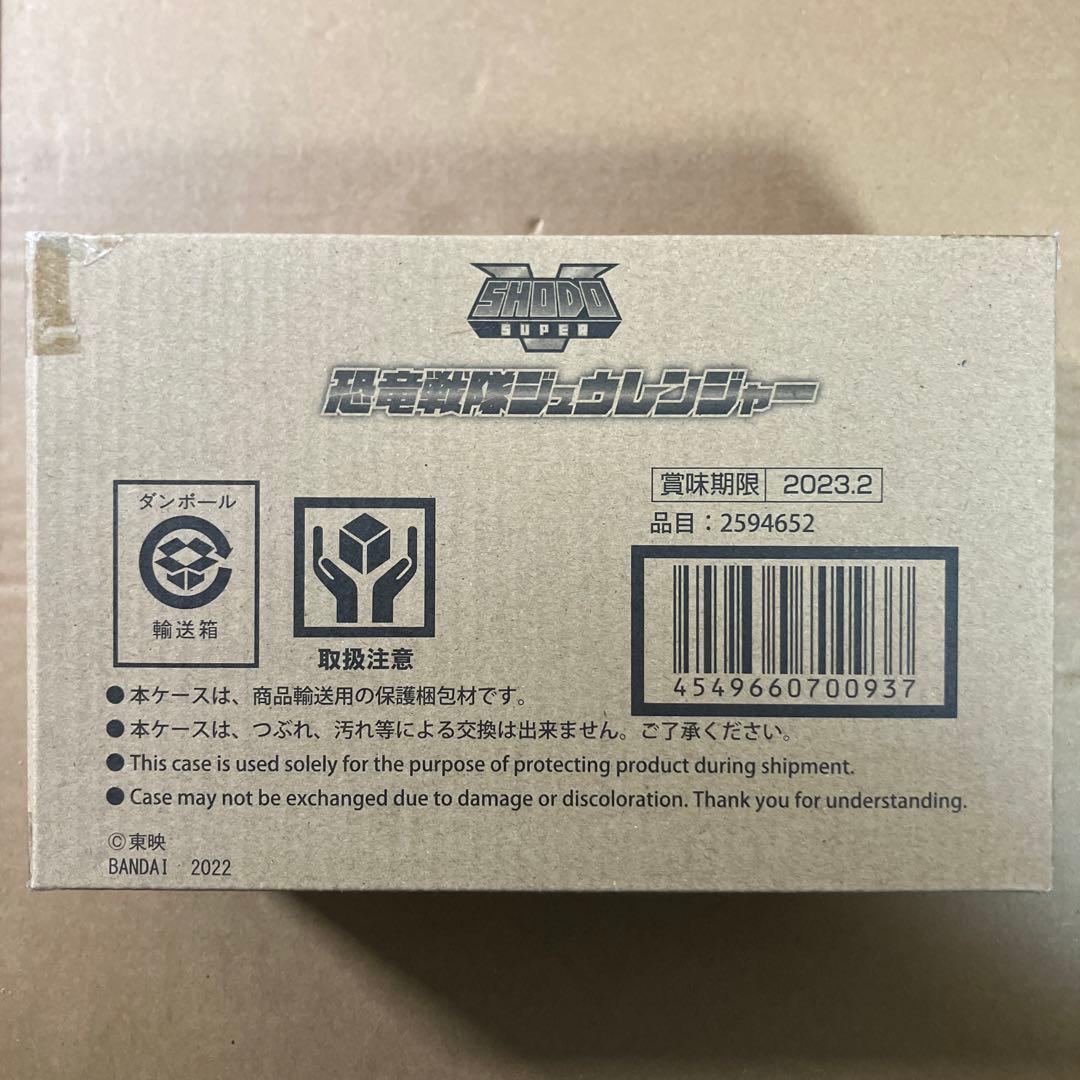 SHODO
SUPER
恐竜戦隊ジュウレンジャー
賞味期限 2023.2
品目：2594652
ダンボール
輸送箱
取扱注意
4549660700937
●本ケースは、商品輸送用の保護梱包材です。
●本ケースは、つぶれ、汚れ等による交換は出来ません。ご了承ください。
●This case is used solely for the purpose of protecting product during shipment.
●Case may not be exchanged due to damage or discoloration. Thank you for understanding.
©東映
BANDAI 2022